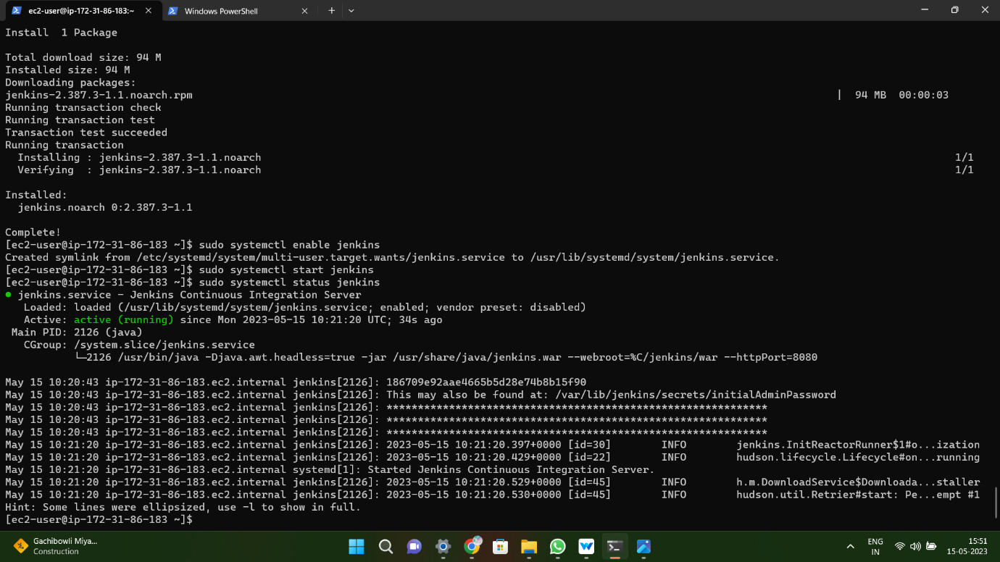 ec2-user@ip-172-31-86-183:~
Windows PowerShell
Install  1 Package
Total download size: 94 M
Installed size: 94 M
Downloading packages:
jenkins-2.387.3-1.1.noarch.rpm | 94 MB 00:00:03
Running transaction check
Running transaction test
Transaction test succeeded
Running transaction
Installing : jenkins-2.387.3-1.1.noarch 1/1
Verifying  : jenkins-2.387.3-1.1.noarch 1/1
Installed:
jenkins.noarch 0:2.387.3-1.1
Complete!
[ec2-user@ip-172-31-86-183 ~]$ sudo systemctl enable jenkins
Created symlink from /etc/systemd/system/multi-user.target.wants/jenkins.service to /usr/lib/systemd/system/jenkins.service.
[ec2-user@ip-172-31-86-183 ~]$ sudo systemctl start jenkins
[ec2-user@ip-172-31-86-183 ~]$ sudo systemctl status jenkins
● jenkins.service - Jenkins Continuous Integration Server
Loaded: loaded (/usr/lib/systemd/system/jenkins.service; enabled; vendor preset: disabled)
Active: active (running) since Mon 2023-05-15 10:21:20 UTC; 34s ago
Main PID: 2126 (java)
CGroup: /system.slice/jenkins.service
└─2126 /usr/bin/java -Djava.awt.headless=true -jar /usr/share/java/jenkins.war --webroot=%C/jenkins/war --httpPort=8080
May 15 10:20:43 ip-172-31-86-183.ec2.internal jenkins[2126]: 186709e92aae4665b5d28e74b8b15f90
May 15 10:20:43 ip-172-31-86-183.ec2.internal jenkins[2126]: This may also be found at: /var/lib/jenkins/secrets/initialAdminPassword
May 15 10:20:43 ip-172-31-86-183.ec2.internal jenkins[2126]: *************************************************************
May 15 10:20:43 ip-172-31-86-183.ec2.internal jenkins[2126]: *************************************************************
May 15 10:20:43 ip-172-31-86-183.ec2.internal jenkins[2126]: *************************************************************
May 15 10:21:20 ip-172-31-86-183.ec2.internal jenkins[2126]: 2023-05-15 10:21:20.397+0000 [id=30] INFO jenkins.InitReactorRunner$1#o...ization
May 15 10:21:20 ip-172-31-86-183.ec2.internal jenkins[2126]: 2023-05-15 10:21:20.429+0000 [id=22] INFO hudson.lifecycle.Lifecycle#on...running
May 15 10:21:20 ip-172-31-86-183.ec2.internal systemd[1]: Started Jenkins Continuous Integration Server.
May 15 10:21:20 ip-172-31-86-183.ec2.internal jenkins[2126]: 2023-05-15 10:21:20.529+0000 [id=45] INFO h.m.DownloadService$Downloada...staller
May 15 10:21:20 ip-172-31-86-183.ec2.internal jenkins[2126]: 2023-05-15 10:21:20.530+0000 [id=45] INFO hudson.util.Retrier#start: Pe...empt #1
Hint: Some lines were ellipsized, use -l to show in full.
[ec2-user@ip-172-31-86-183 ~]$
Gachibowli Miya...
Construction
ENG
IN
15:51
15-05-2023